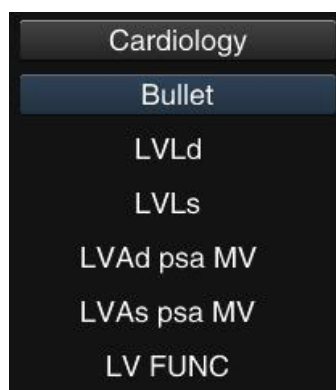 Cardiology
Bullet
LVLd
LVLs
LVAd psa MV
LVAs psa MV
LV FUNC